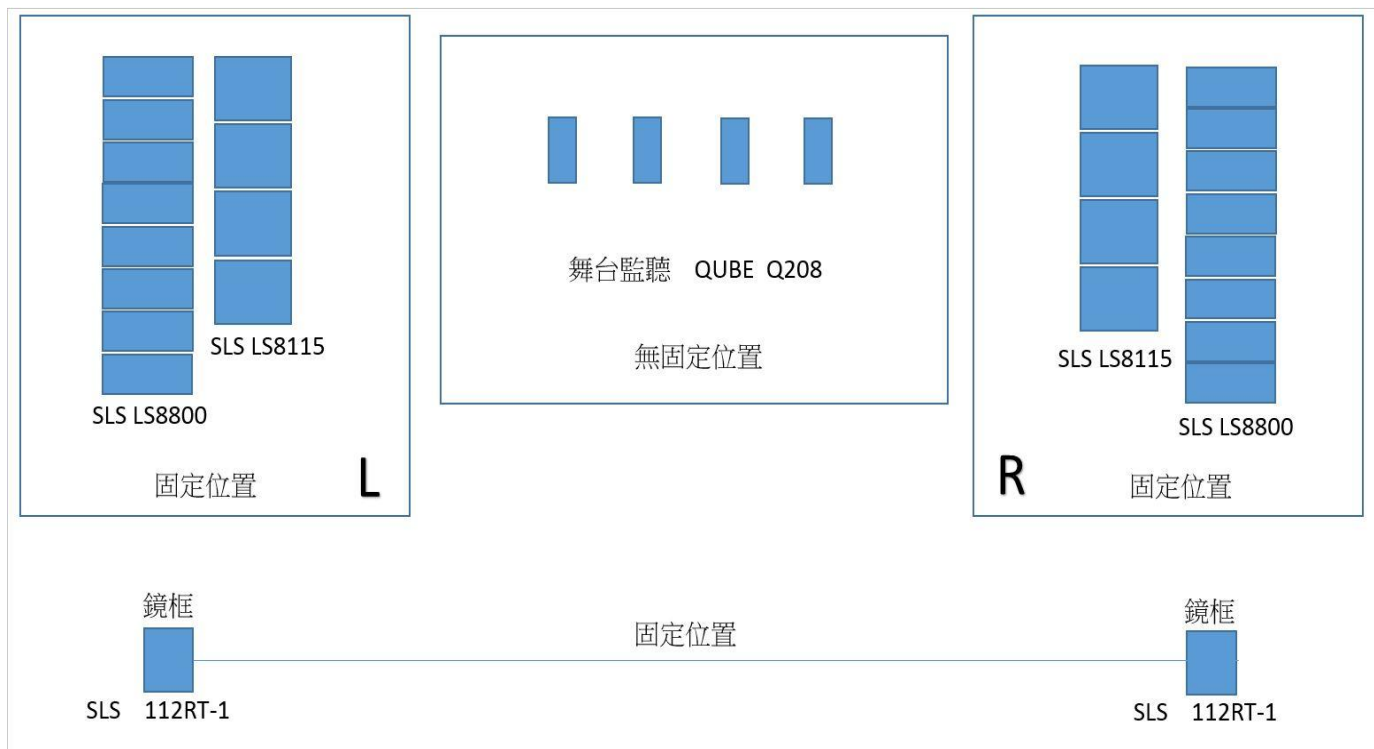 SLS LS8115
SLS LS8800
固定位置
L
舞台監聽 QUBE Q208
無固定位置
SLS LS8115
SLS LS8800
R
固定位置
鏡框
SLS 112RT-1
固定位置
鏡框
SLS 112RT-1